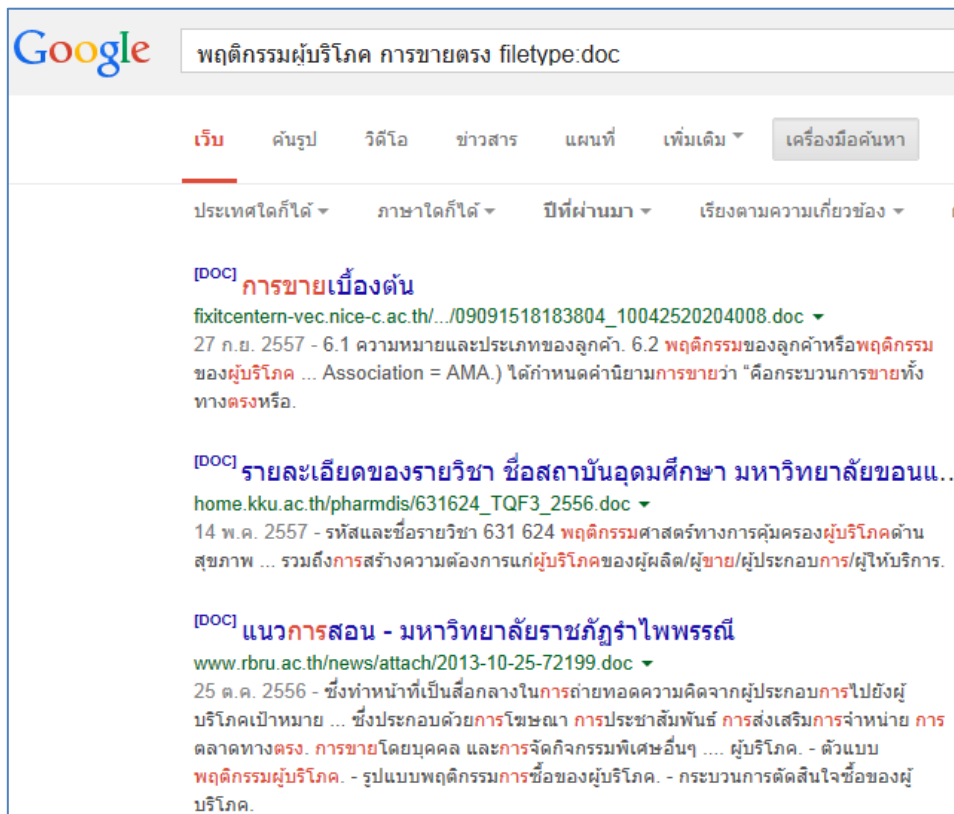 Google
พฤติกรรมผู้บริโภค การขายตรง filetype:doc
เว็บ ค้นรูป วิดีโอ ข่าวสาร แผนที่ เพิ่มเติม เครื่องมือค้นหา
ประเทศใดก็ได้ ภาษาใดก็ได้ ปีที่ผ่านมา เรียงตามความเกี่ยวข้อง
[DOC] การขายเบื้องต้น
fixitcentern-vec.nice-c.ac.th/.../09091518183804_10042520204008.doc
27 ก.ย. 2557 - 6.1 ความหมายและประเภทของลูกค้า. 6.2 พฤติกรรมของลูกค้าหรือพฤติกรรม
ของผู้บริโภค ... Association = AMA.) ได้กำหนดคำนิยามการขายว่า “คือกระบวนการขายทั้ง
ทางตรงหรือ.
[DOC] รายละเอียดของรายวิชา ชื่อสถาบันอุดมศึกษา มหาวิทยาลัยขอนแ...
home.kku.ac.th/pharmdis/631624_TQF3_2556.doc
14 พ.ค. 2557 - รหัสและชื่อรายวิชา 631 624 พฤติกรรมศาสตร์ทางการคุ้มครองผู้บริโภคด้าน
สุขภาพ ... รวมถึงการสร้างความต้องการแก่ผู้บริโภคของผู้ผลิต/ผู้ขาย/ผู้ประกอบการ/ผู้ให้บริการ.
[DOC] แนวการสอน - มหาวิทยาลัยราชภัฏรำไพพรรณี
www.rbru.ac.th/news/attach/2013-10-25-72199.doc
25 ต.ค. 2556 - ซึ่งทำหน้าที่เป็นสื่อกลางในการถ่ายทอดความคิดจากผู้ประกอบการไปยังผู้
บริโภคเป้าหมาย ... ซึ่งประกอบด้วยการโฆษณา การประชาสัมพันธ์ การส่งเสริมการจำหน่าย การ
ตลาดทางตรง. การขายโดยบุคคล และการจัดกิจกรรมพิเศษอื่นๆ .... ผู้บริโภค. - ตัวแบบ
พฤติกรรมผู้บริโภค. - รูปแบบพฤติกรรมการซื้อของผู้บริโภค. - กระบวนการตัดสินใจซื้อของผู้
บริโภค.